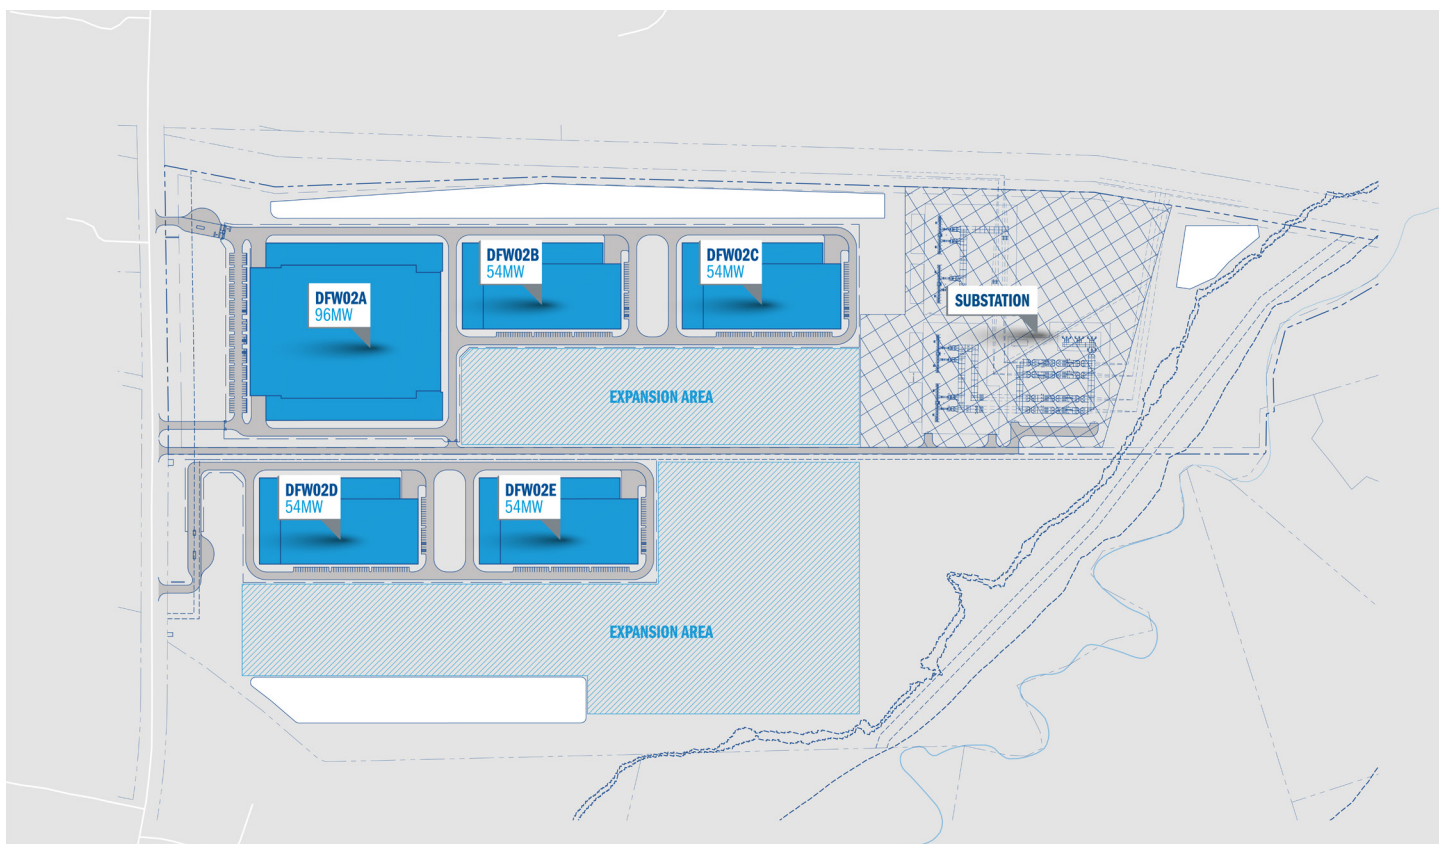 DFW02B
54MW
DFW02C
54MW
DFW02A
96MW
SUBSTATION
EXPANSION AREA
DFW02D
54MW
DFW02E
54MW
EXPANSION AREA